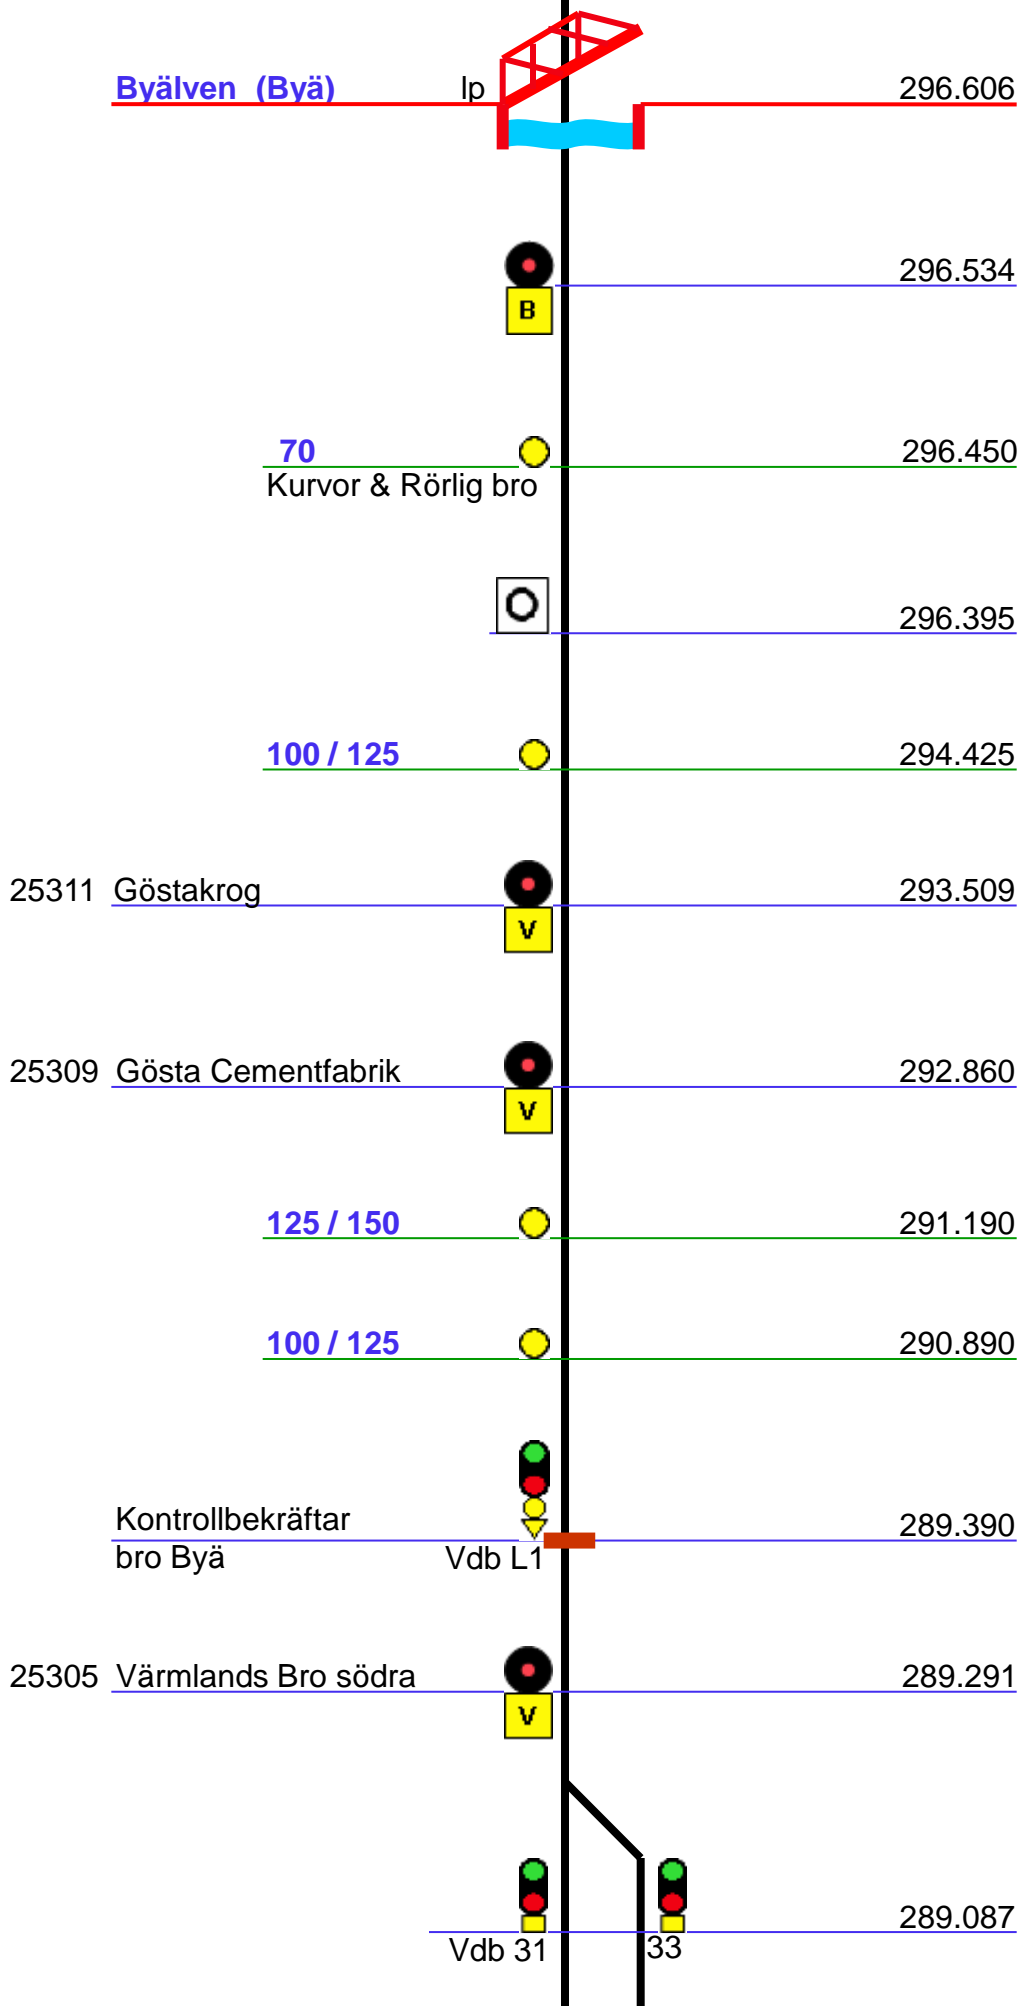 Byälven (Byä) lp 296.606
296.534
B
70 296.450
Kurvor & Rörlig bro
O
296.395
100 / 125 294.425
25311 Göstakrog 293.509
V
25309 Gösta Cementfabrik 292.860
V
125 / 150 291.190
100 / 125 290.890
Kontrollbekräftar 289.390
bro Byä Vdb L1
25305 Värmlands Bro södra 289.291
V
289.087
Vdb 31 33